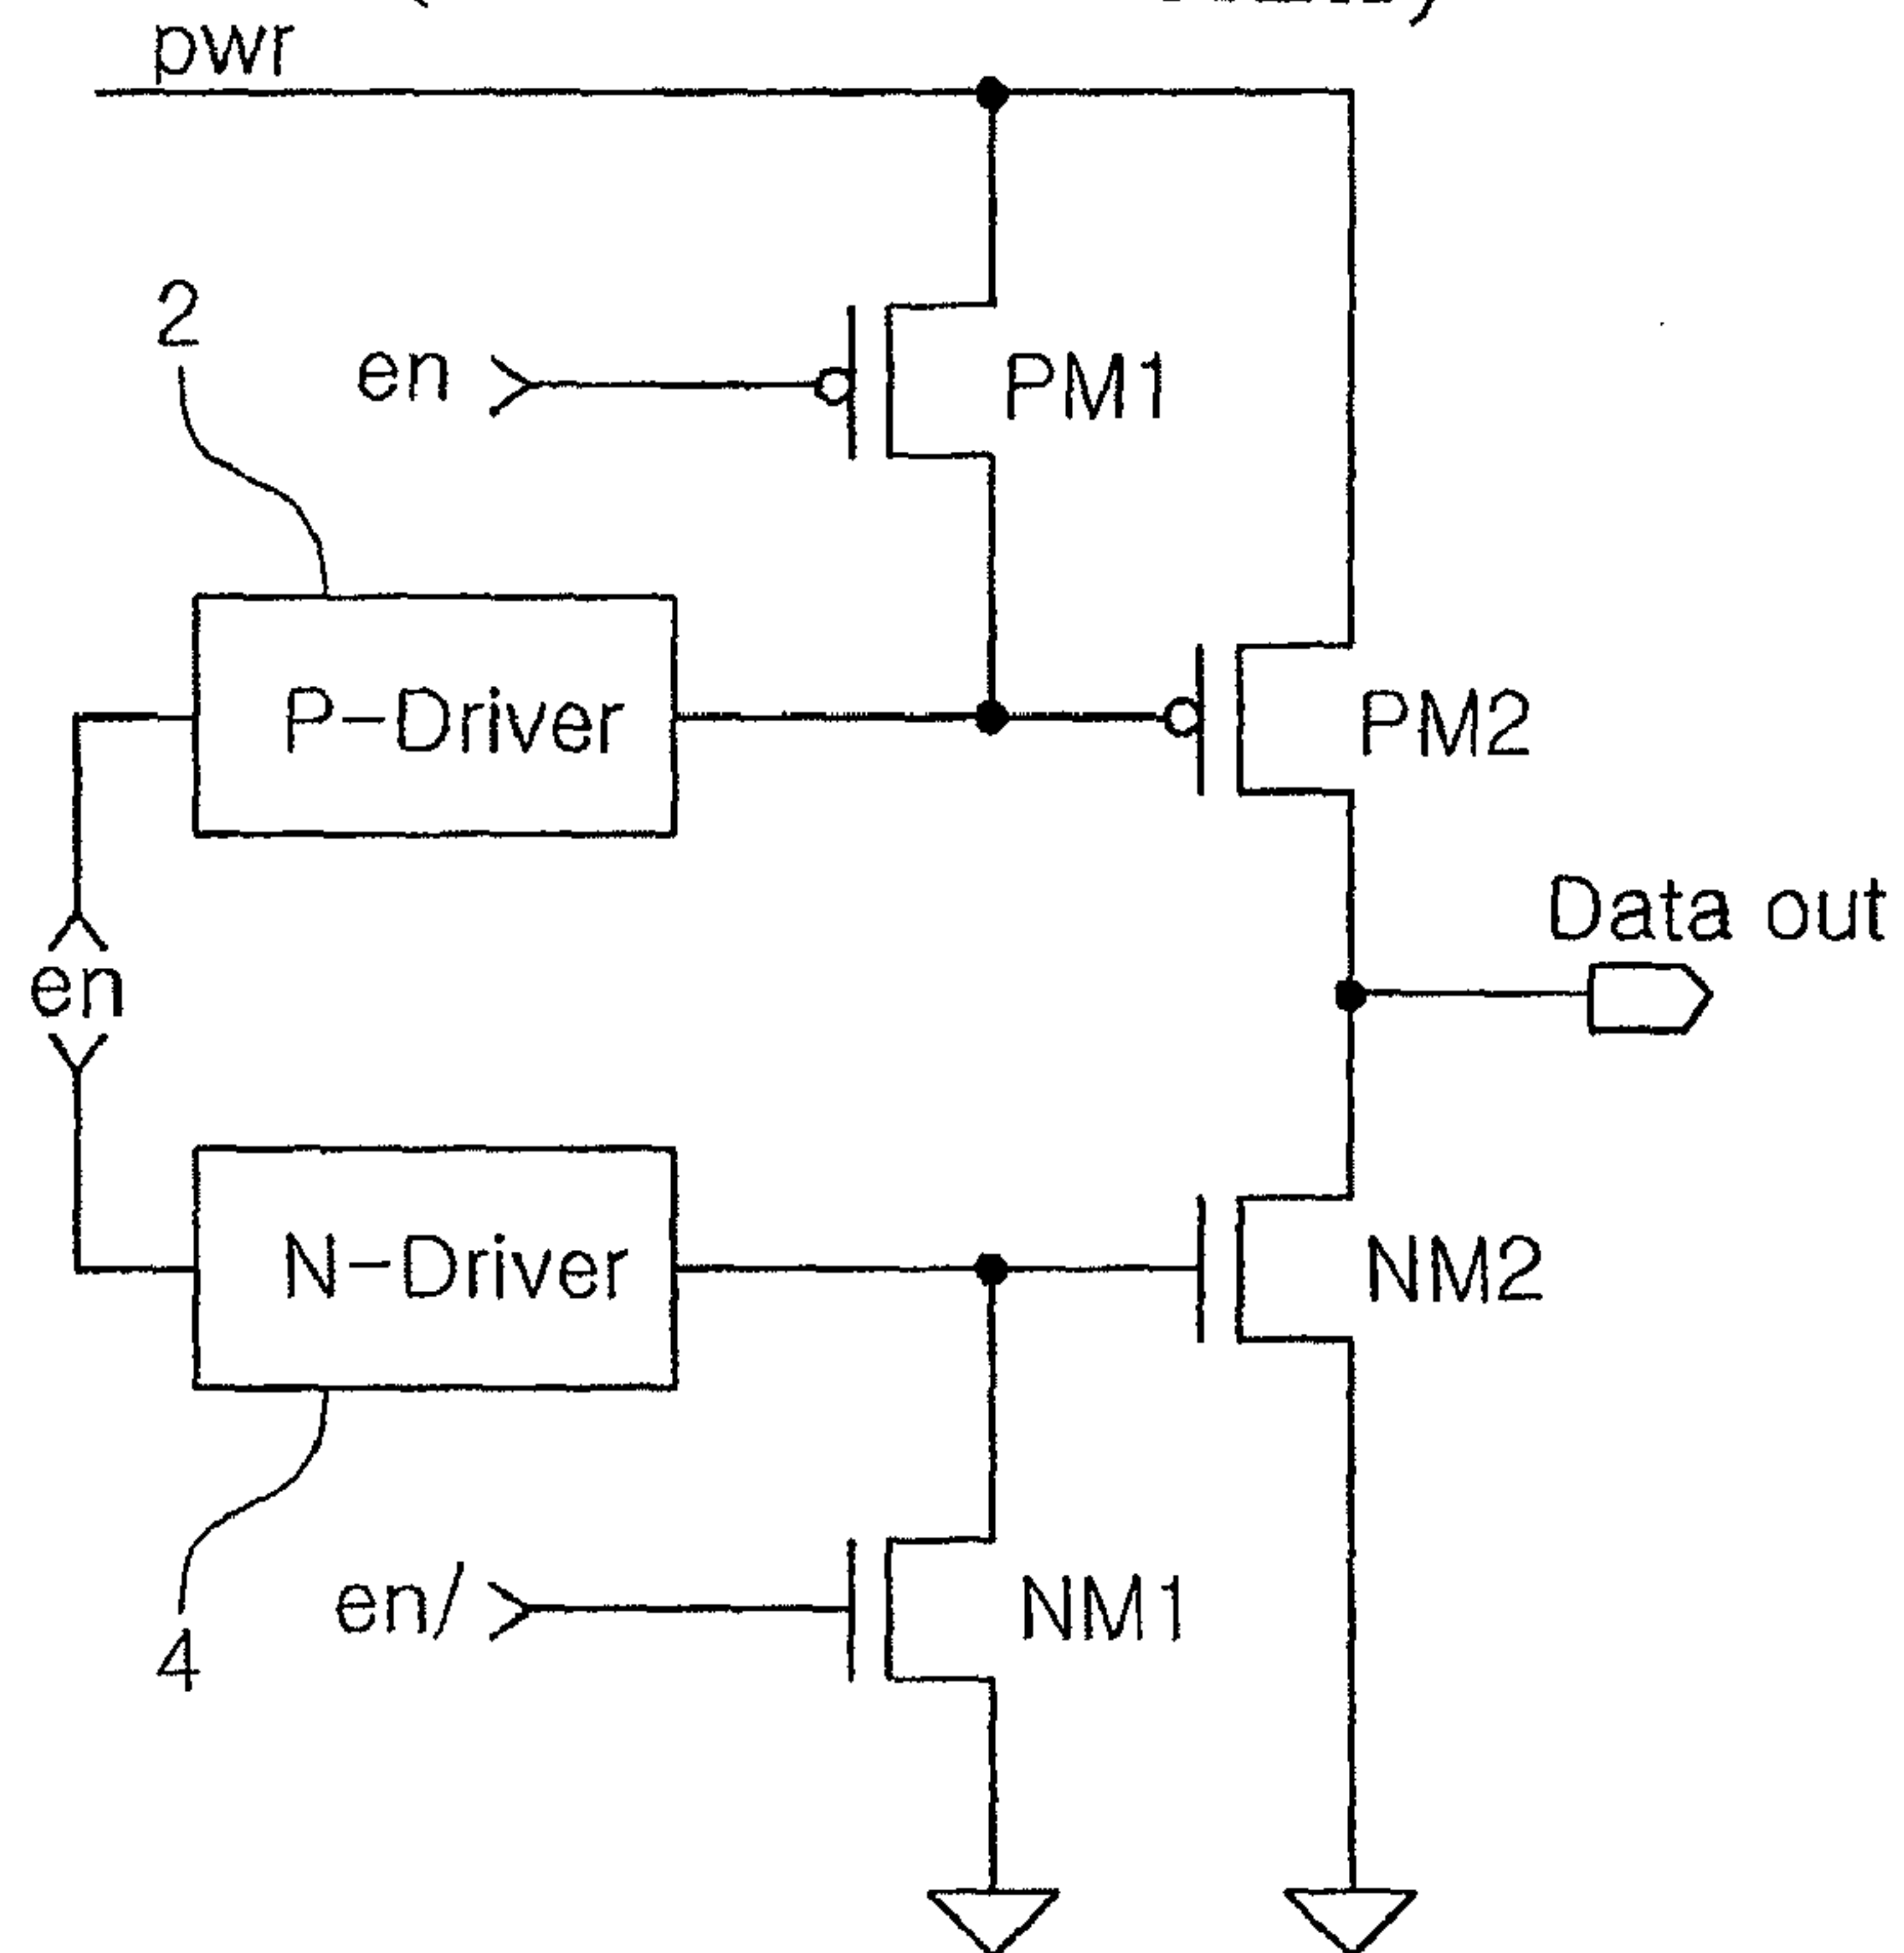 pwr
2
en
PM1
P-Driver
PM2
Data out
en
N-Driver
NM2
en/
NM1
4